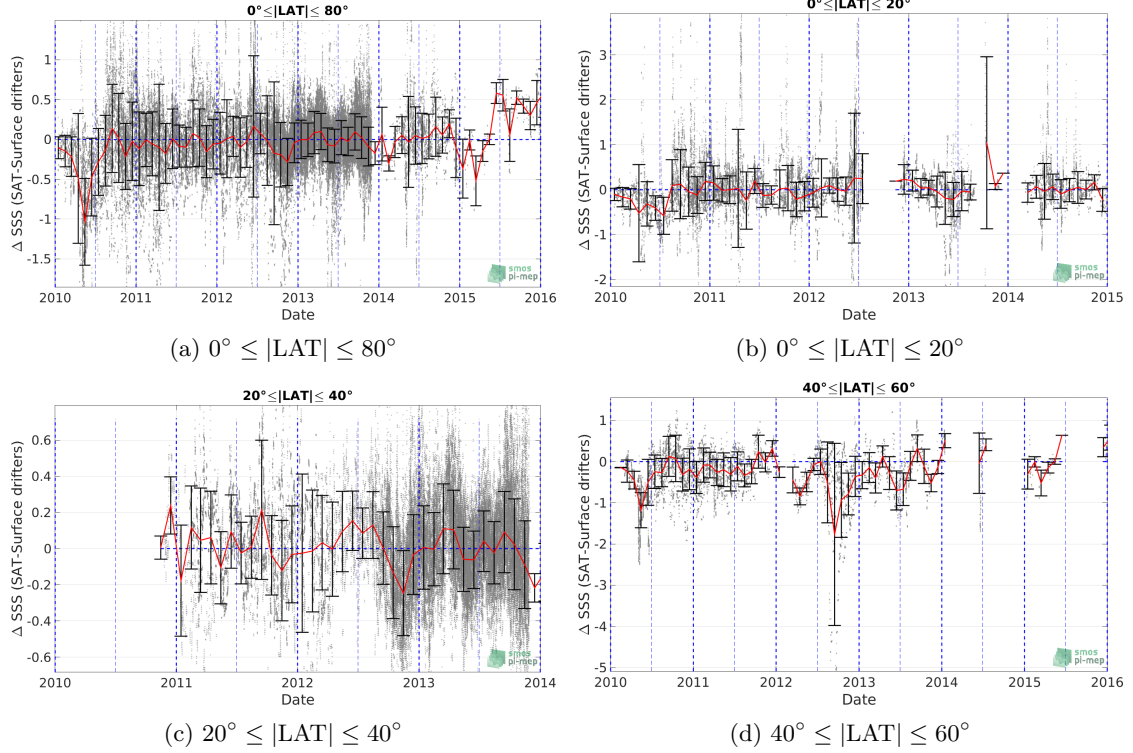 0°≤|LAT|≤ 80°
Δ SSS (SAT-Surface drifters)
1
0.5
0
-0.5
-1
-1.5
2010 2011 2012 2013 2014 2015 2016
Date
smos
pi-mep
(a) 0° ≤ |LAT| ≤ 80°
0°≤|LAT|≤ 20°
Δ SSS (SAT-Surface drifters)
3
2
1
0
-1
-2
2010 2011 2012 2013 2014 2015
Date
smos
pi-mep
(b) 0° ≤ |LAT| ≤ 20°
20°≤|LAT|≤ 40°
Δ SSS (SAT-Surface drifters)
0.6
0.4
0.2
0
-0.2
-0.4
-0.6
2010 2011 2012 2013 2014
Date
smos
pi-mep
(c) 20° ≤ |LAT| ≤ 40°
40°≤|LAT|≤ 60°
Δ SSS (SAT-Surface drifters)
1
0
-1
-2
-3
-4
-5
2010 2011 2012 2013 2014 2015 2016
Date
smos
pi-mep
(d) 40° ≤ |LAT| ≤ 60°